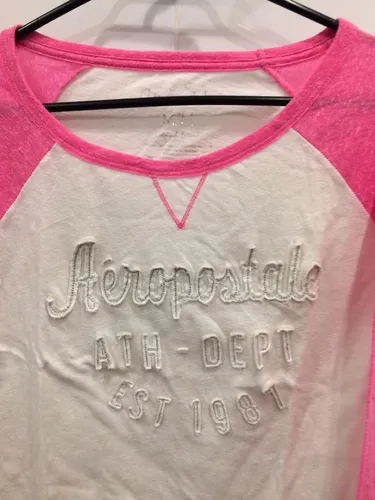 Aéropostale
ATH - DEPT
EST 1987